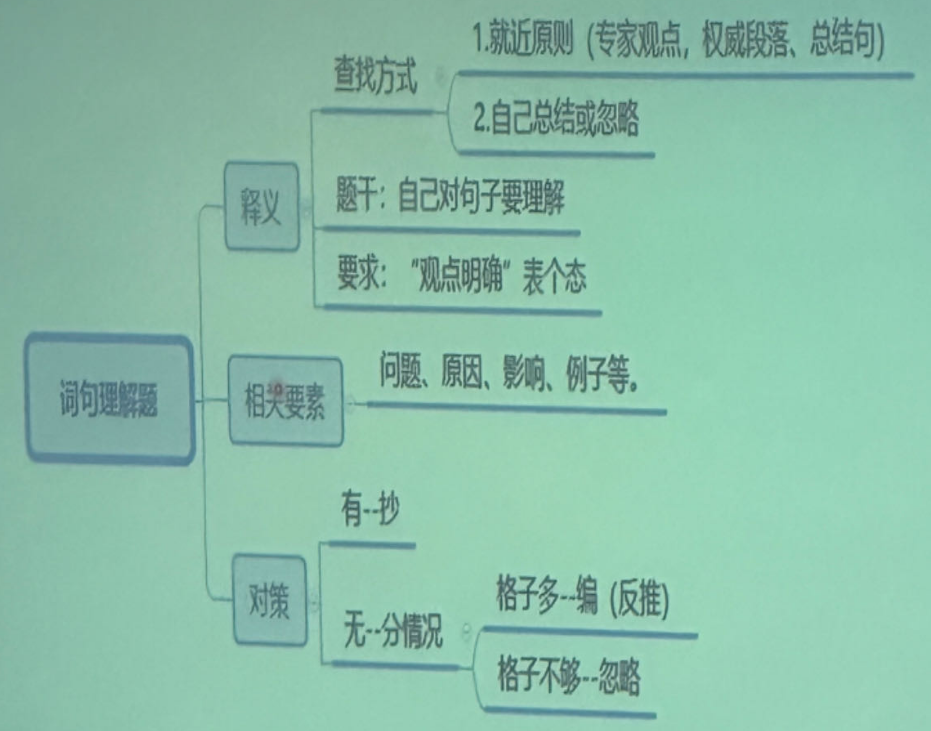 词句理解题
释义
查找方式
1.就近原则（专家观点，权威段落、总结句）
2.自己总结或忽略
题干：自己对句子要理解
要求：“观点明确“表个态
相关要素
问题、原因、影响、例子等。
对策
有--抄
无--分情况
格子多--编（反推）
格子不够--忽略